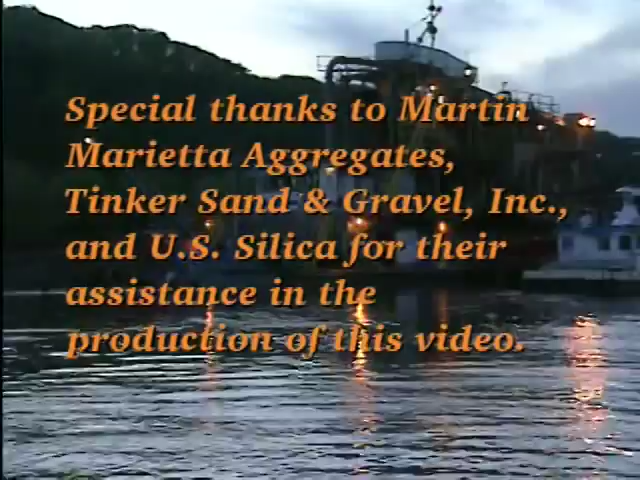 Special thanks to Martin
Marietta Aggregates,
Tinker Sand & Gravel, Inc.,
and U.S. Silica for their
assistance in the
production of this video.